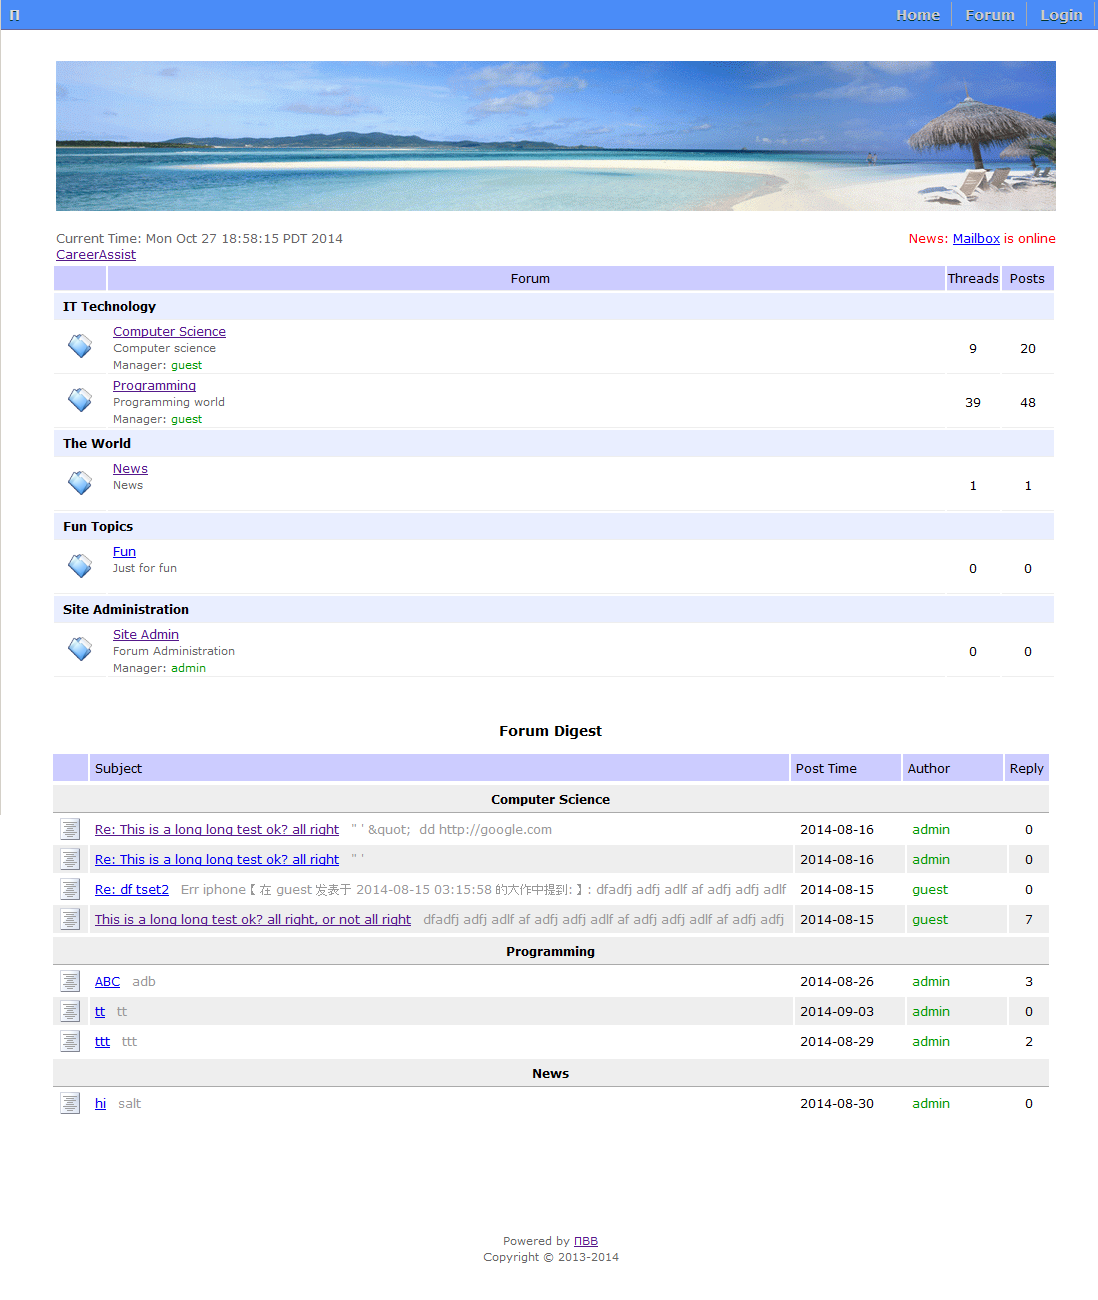 П Home Forum Login
Current Time: Mon Oct 27 18:58:15 PDT 2014 News: Mailbox is online
CareerAssist
Forum Threads Posts
IT Technology
Computer Science
Computer science 9 20
Manager: guest
Programming
Programming world 39 48
Manager: guest
The World
News
News 1 1
Fun Topics
Fun
Just for fun 0 0
Site Administration
Site Admin
Forum Administration 0 0
Manager: admin
Forum Digest
Subject Post Time Author Reply
Computer Science
Re: This is a long long test ok? all right " ' &quot; dd http://google.com 2014-08-16 admin 0
Re: This is a long long test ok? all right " ' 2014-08-16 admin 0
Re: df tset2 Err iphone【 在 guest 发表于 2014-08-15 03:15:58 的大作中提到: 】: dfadfj adfj adlf af adfj adfj adlf 2014-08-15 guest 0
This is a long long test ok? all right, or not all right dfadfj adfj adlf af adfj adfj adlf af adfj adfj adlf af adfj adfj 2014-08-15 guest 7
Programming
ABC adb 2014-08-26 admin 3
tt tt 2014-09-03 admin 0
ttt ttt 2014-08-29 admin 2
News
hi salt 2014-08-30 admin 0
Powered by ПBB
Copyright © 2013-2014